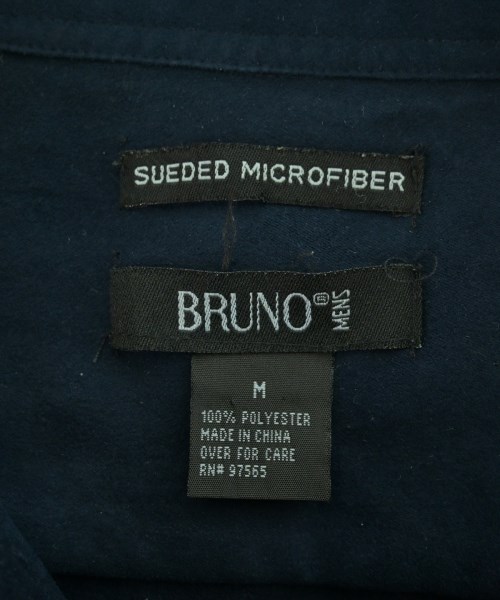 SUEDED MICROFIBER
BRUNO® MENS
M
100% POLYESTER
MADE IN CHINA
OVER FOR CARE
RN# 97565